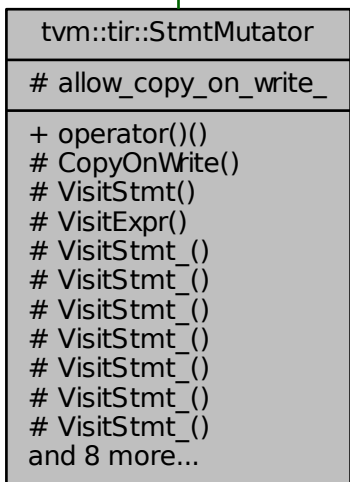 tvm::tir::StmtMutator
# allow_copy_on_write_
+ operator()()
# CopyOnWrite()
# VisitStmt()
# VisitExpr()
# VisitStmt_()
# VisitStmt_()
# VisitStmt_()
# VisitStmt_()
# VisitStmt_()
# VisitStmt_()
# VisitStmt_()
and 8 more...